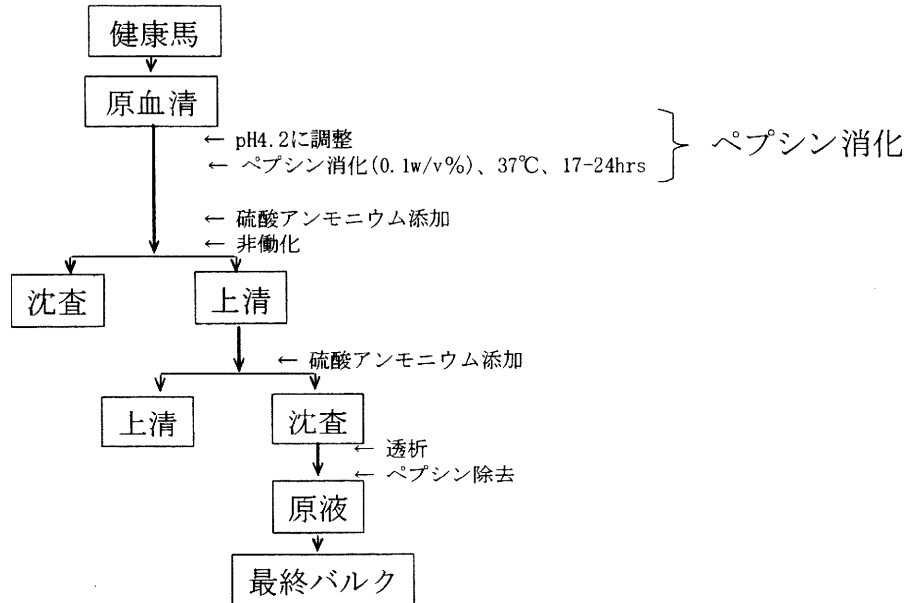 健康馬
原血清
← pH4.2に調整
← ペプシン消化(0.1w/v%)、37℃、17-24hrs
ペプシン消化
← 硫酸アンモニウム添加
← 非働化
沈査
上清
← 硫酸アンモニウム添加
上清
沈査
← 透析
← ペプシン除去
原液
最終バルク